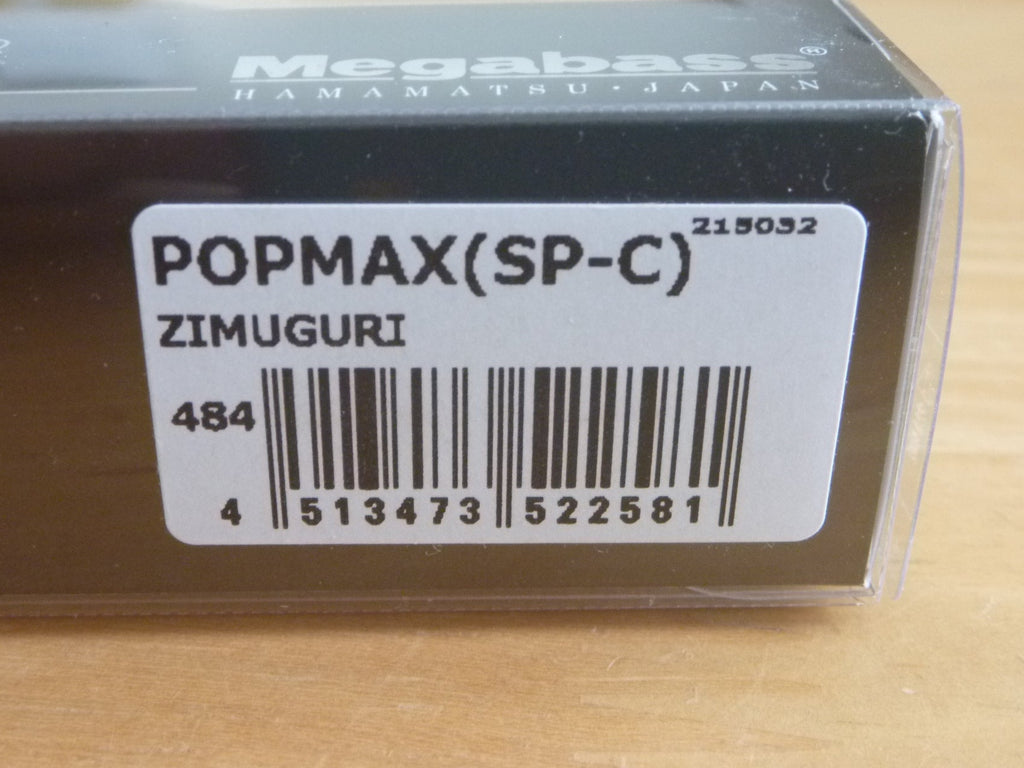 Megabass®
HAMAMATSU・JAPAN
215032
POPMAX(SP-C)
ZIMUGURI
484
4 513473 522581